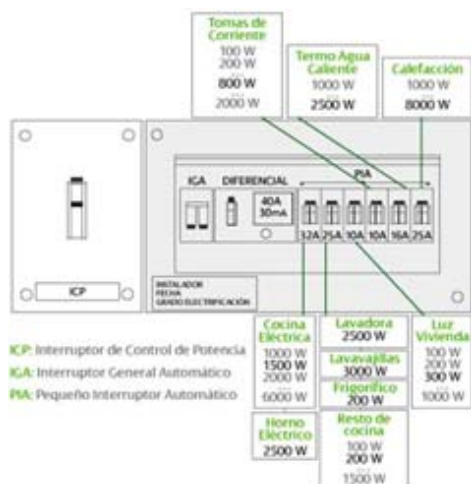 Tomas de
Corriente
100 W
200 W
...
800 W
...
2000 W
Termo Agua
Caliente
1000 W
...
2500 W
Calefacción
1000 W
...
8000 W
IGA
DIFERENCIAL
40A
30mA
PIA
32A
25A
10A
10A
16A
25A
ICP
INSTALADOR
FECHA
GRADO ELECTRIFICACIÓN
ICP: Interruptor de Control de Potencia
IGA: Interruptor General Automático
PIA: Pequeño Interruptor Automático
Cocina
Eléctrica
1000 W
1500 W
2000 W
...
6000 W
Horno
Eléctrico
2500 W
Lavadora
2500 W
Lavavajillas
3000 W
Frigorífico
200 W
Resto de
cocina
100 W
200 W
...
1500 W
Luz
Vivienda
100 W
200 W
300 W
...
1000 W